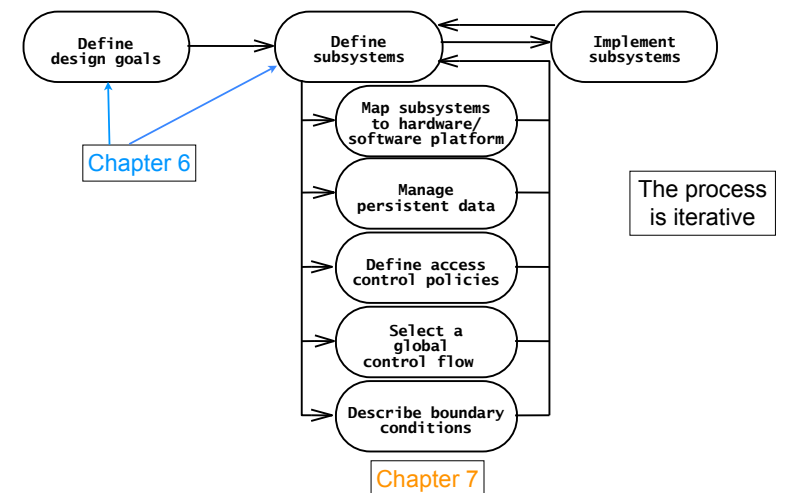 Define
design goals
Define
subsystems
Implement
subsystems
Map subsystems
to hardware/
software platform
Chapter 6
Manage
persistent data
The process
is iterative
Define access
control policies
Select a
global
control flow
Describe boundary
conditions
Chapter 7